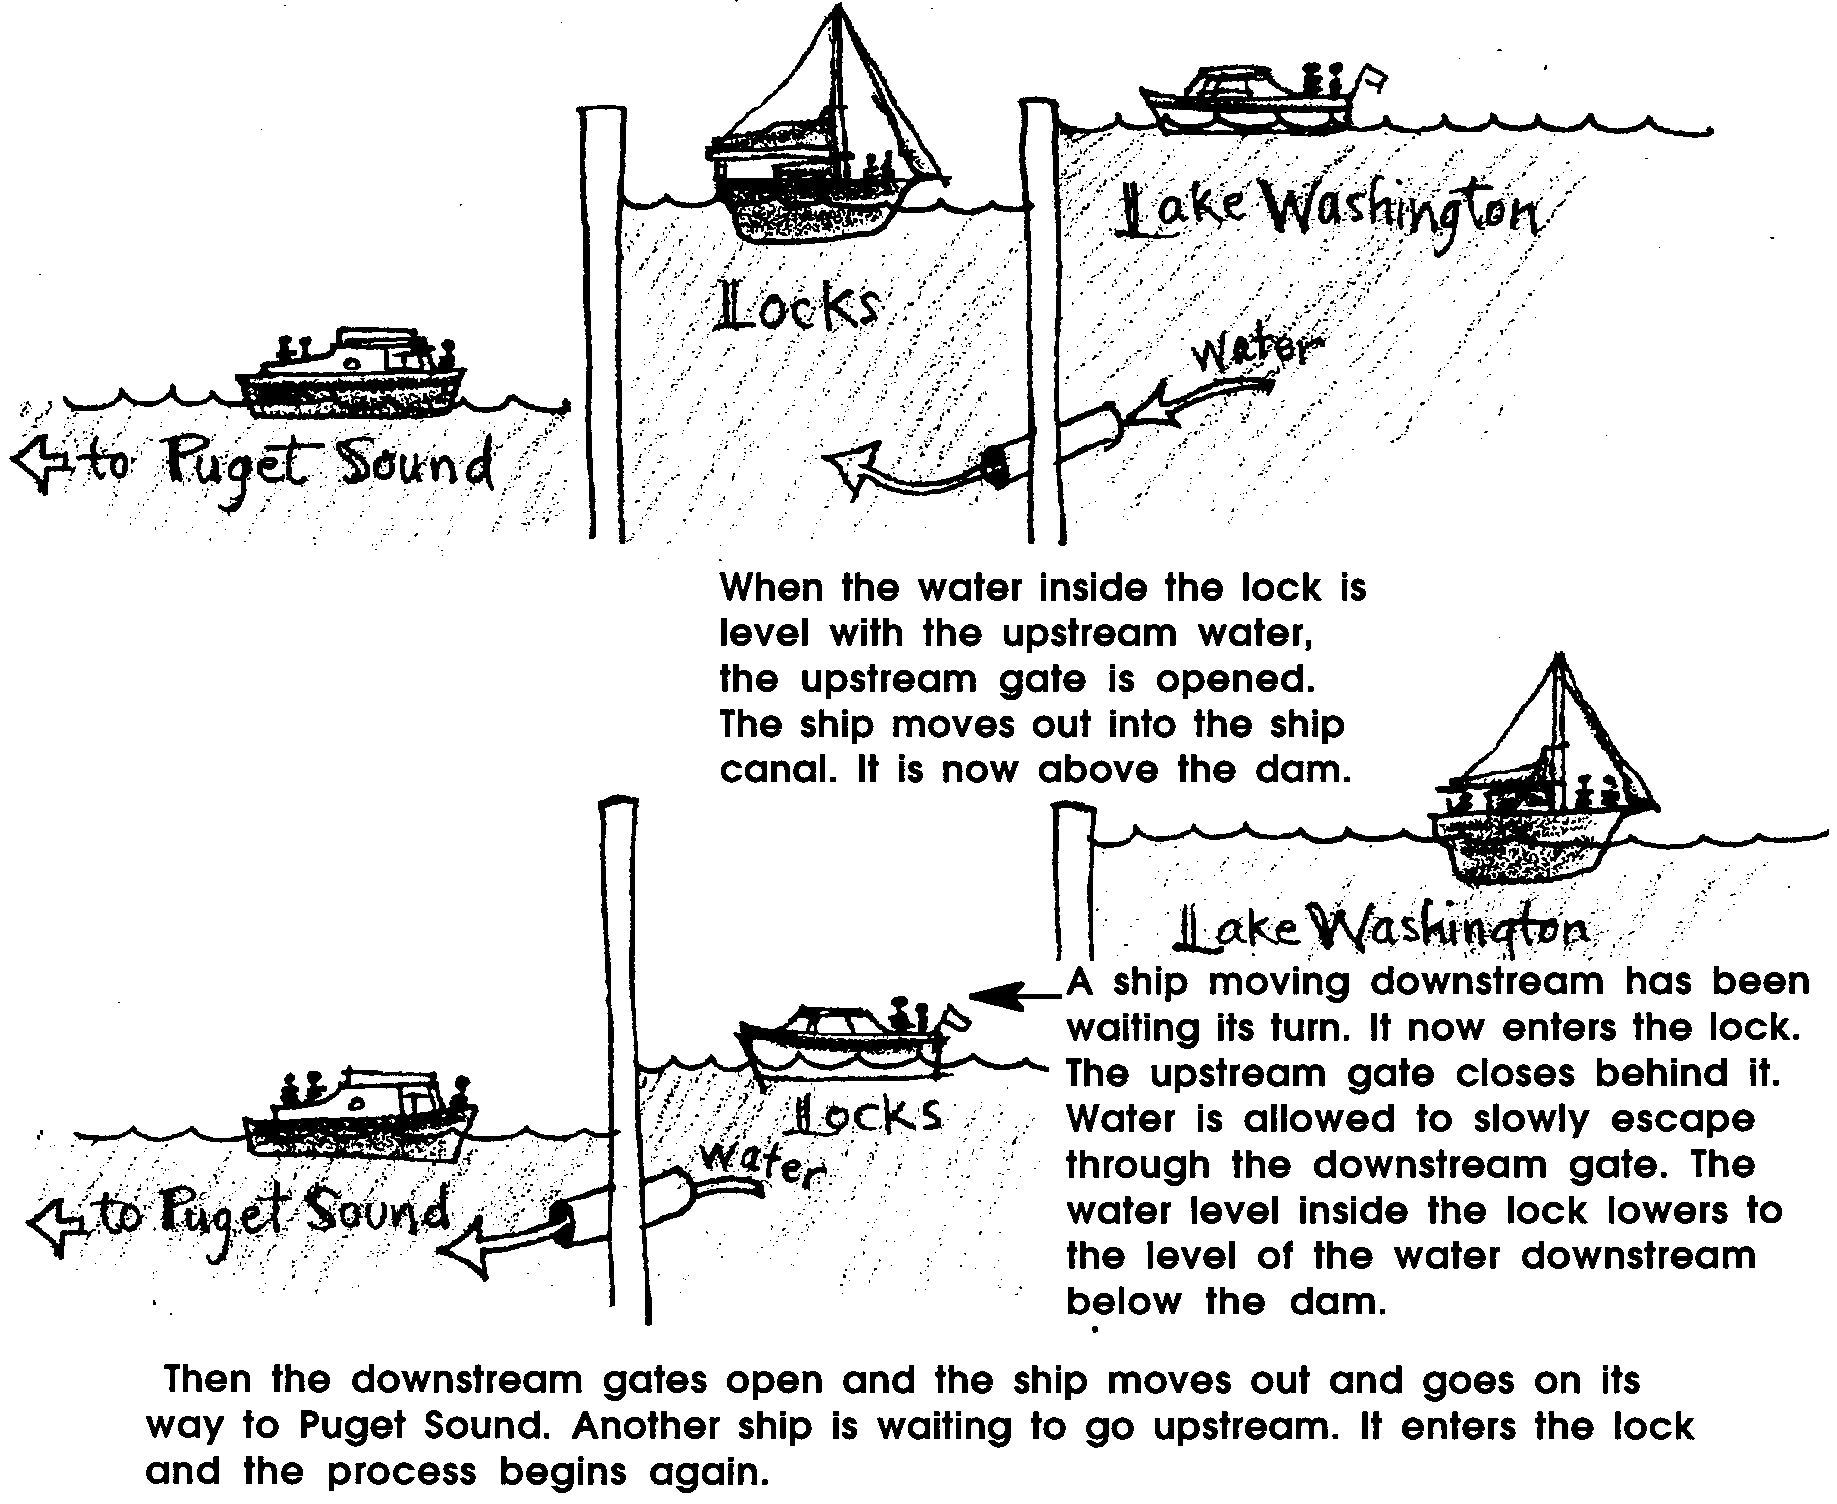 Lake Washington
Locks
Water
to Puget Sound
When the water inside the lock is
level with the upstream water,
the upstream gate is opened.
The ship moves out into the ship
canal. It is now above the dam.
Lake Washington
A ship moving downstream has been
waiting its turn. It now enters the lock.
The upstream gate closes behind it.
Water is allowed to slowly escape
through the downstream gate. The
water level inside the lock lowers to
the level of the water downstream
below the dam.
Locks
Water
to Puget Sound
Then the downstream gates open and the ship moves out and goes on its
way to Puget Sound. Another ship is waiting to go upstream. It enters the lock
and the process begins again.